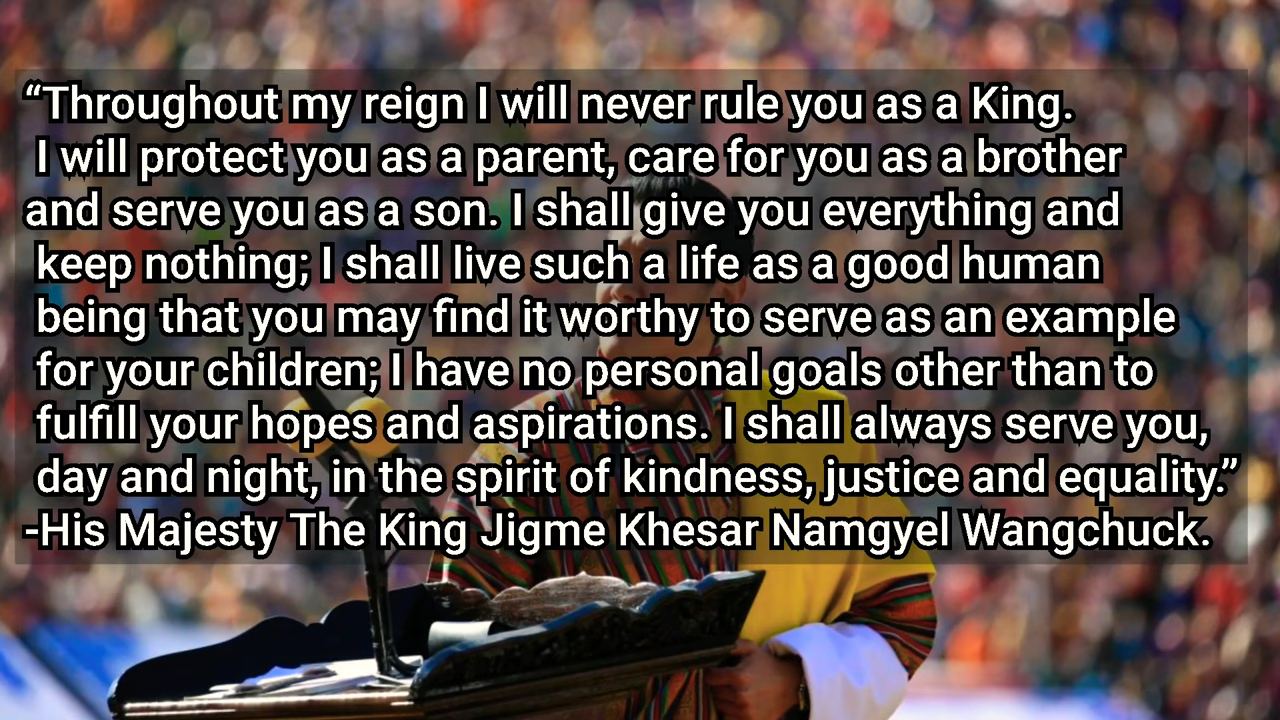 “Throughout my reign I will never rule you as a King.
I will protect you as a parent, care for you as a brother
and serve you as a son. I shall give you everything and
keep nothing; I shall live such a life as a good human
being that you may find it worthy to serve as an example
for your children; I have no personal goals other than to
fulfill your hopes and aspirations. I shall always serve you,
day and night, in the spirit of kindness, justice and equality.”
-His Majesty The King Jigme Khesar Namgyel Wangchuck.